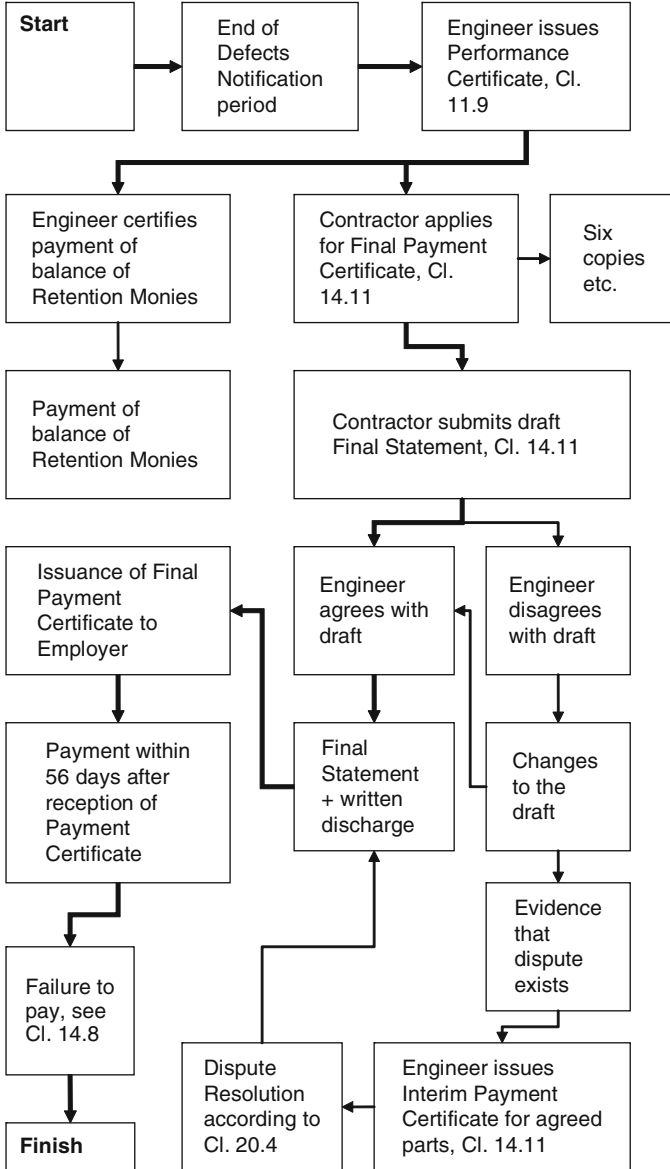 Start
End of
Defects
Notification
period
Engineer issues
Performance
Certificate, Cl.
11.9
Engineer certifies
payment of
balance of
Retention Monies
Contractor applies
for Final Payment
Certificate, Cl.
14.11
Six
copies
etc.
Payment of
balance of
Retention Monies
Contractor submits draft
Final Statement, Cl. 14.11
Issuance of Final
Payment
Certificate to
Employer
Engineer
agrees with
draft
Engineer
disagrees
with draft
Payment within
56 days after
reception of
Payment
Certificate
Final
Statement
+ written
discharge
Changes
to the
draft
Evidence
that
dispute
exists
Failure to
pay, see
Cl. 14.8
Dispute
Resolution
according to
Cl. 20.4
Engineer issues
Interim Payment
Certificate for agreed
parts, Cl. 14.11
Finish